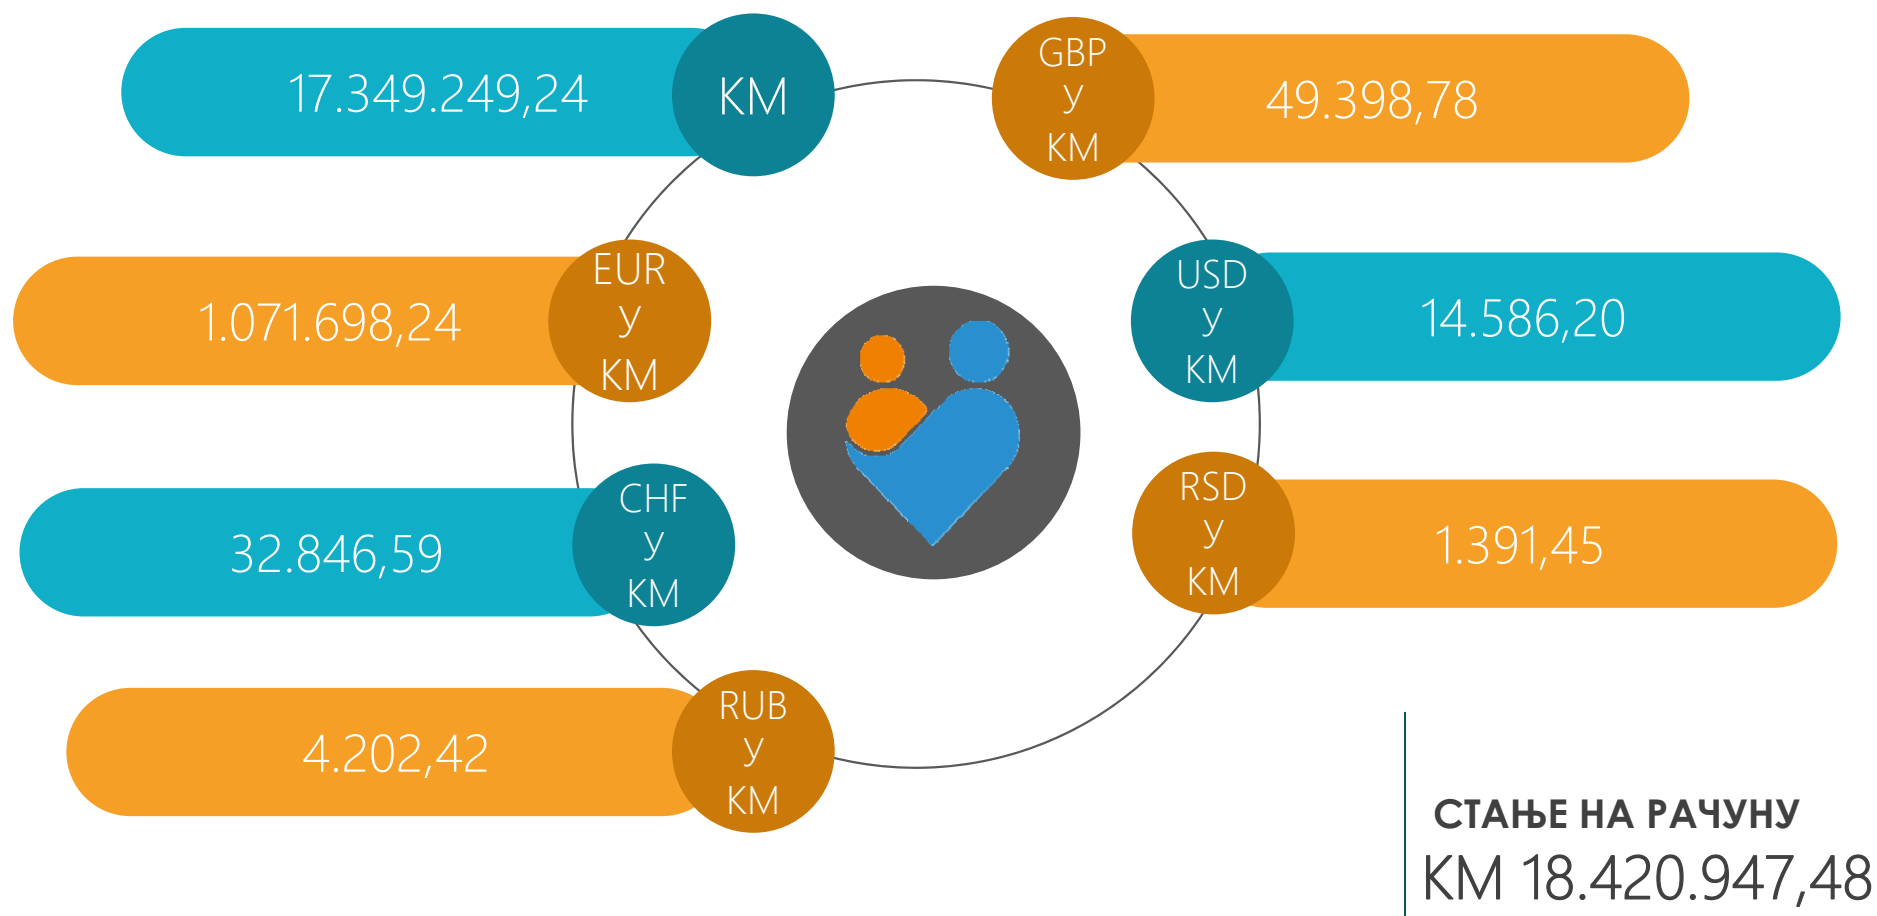 17.349.249,24
КМ
GBP
у
КМ
49.398,78
1.071.698,24
EUR
у
КМ
USD
у
КМ
14.586,20
32.846,59
CHF
у
КМ
RSD
у
КМ
1.391,45
4.202,42
RUB
у
КМ
СТАЊЕ НА РАЧУНУ
КМ 18.420.947,48